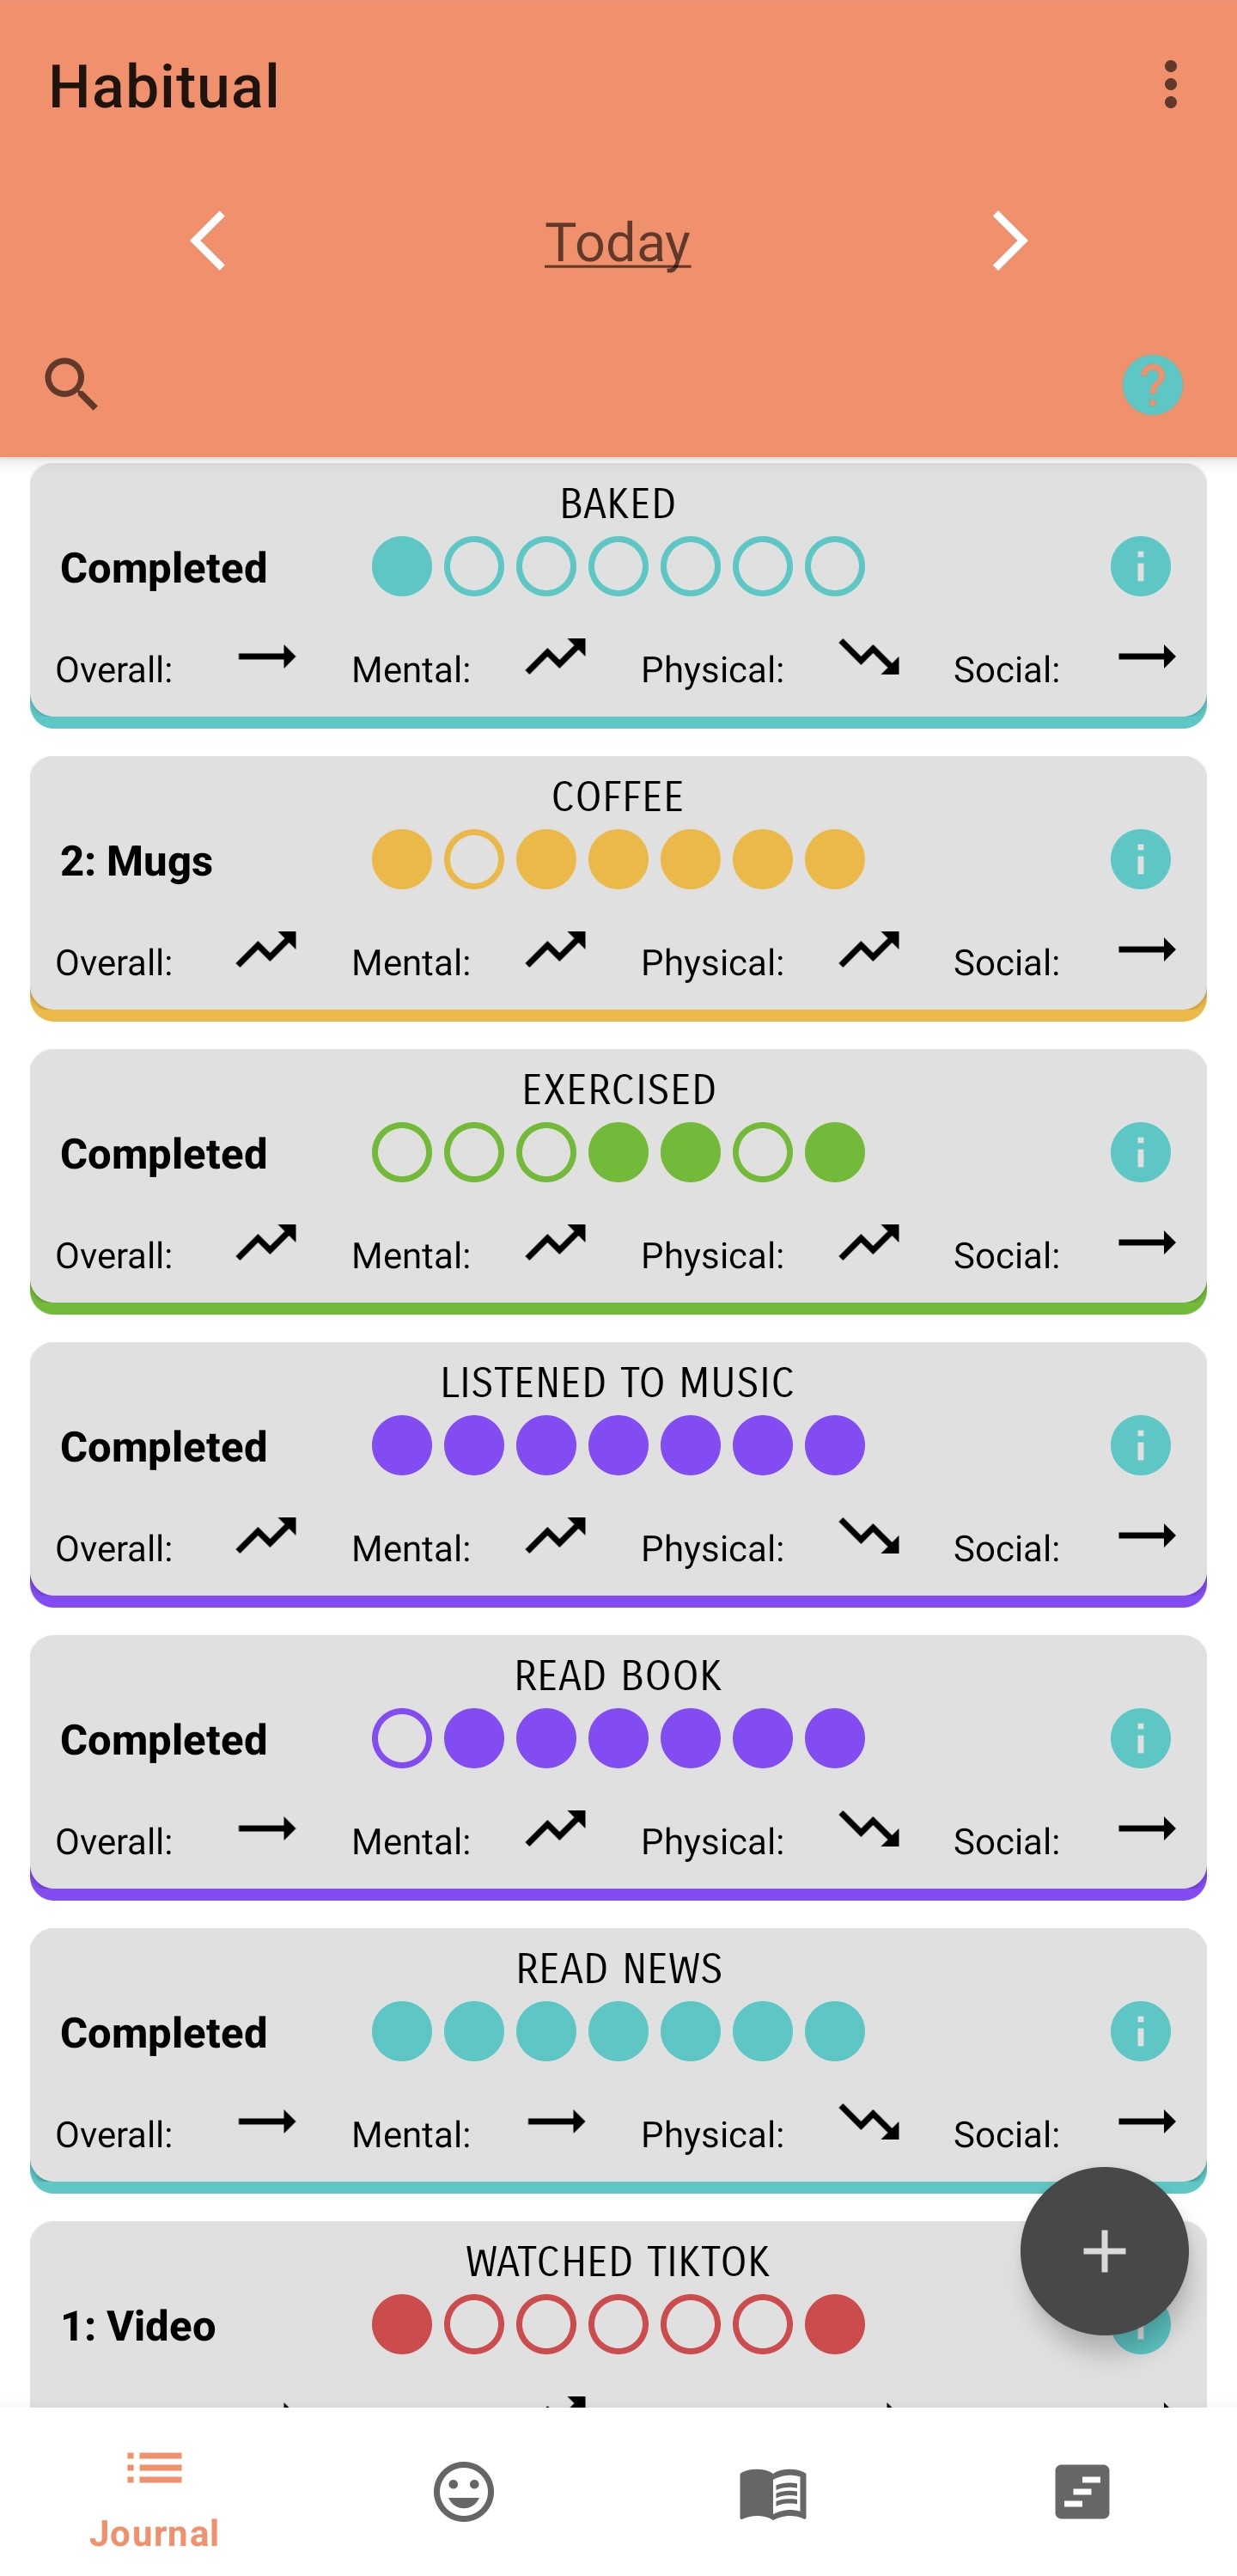 Habitual
Today
?
BAKED
Completed
i
Overall: Mental: Physical: Social:
COFFEE
2: Mugs
i
Overall: Mental: Physical: Social:
EXERCISED
Completed
i
Overall: Mental: Physical: Social:
LISTENED TO MUSIC
Completed
i
Overall: Mental: Physical: Social:
READ BOOK
Completed
i
Overall: Mental: Physical: Social:
READ NEWS
Completed
i
Overall: Mental: Physical: Social:
WATCHED TIKTOK
1: Video
Journal